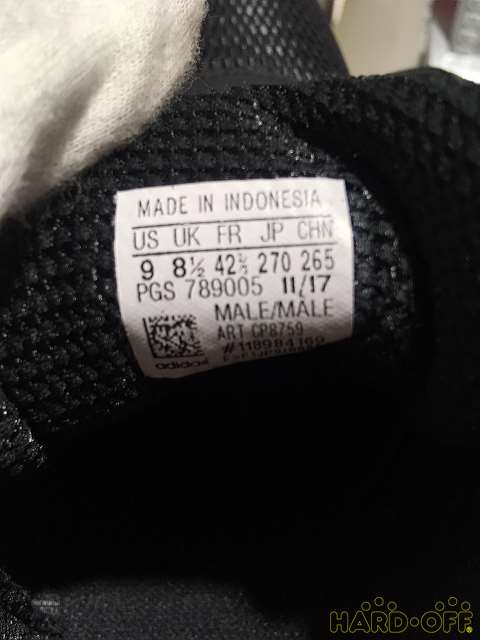 MADE IN INDONESIA
US UK FR JP CHN
9 8½ 42⅔ 270 265
PGS 789005 11/17
MALE/MALE
ART CP8759
#118984169
adidas
HARD·OFF